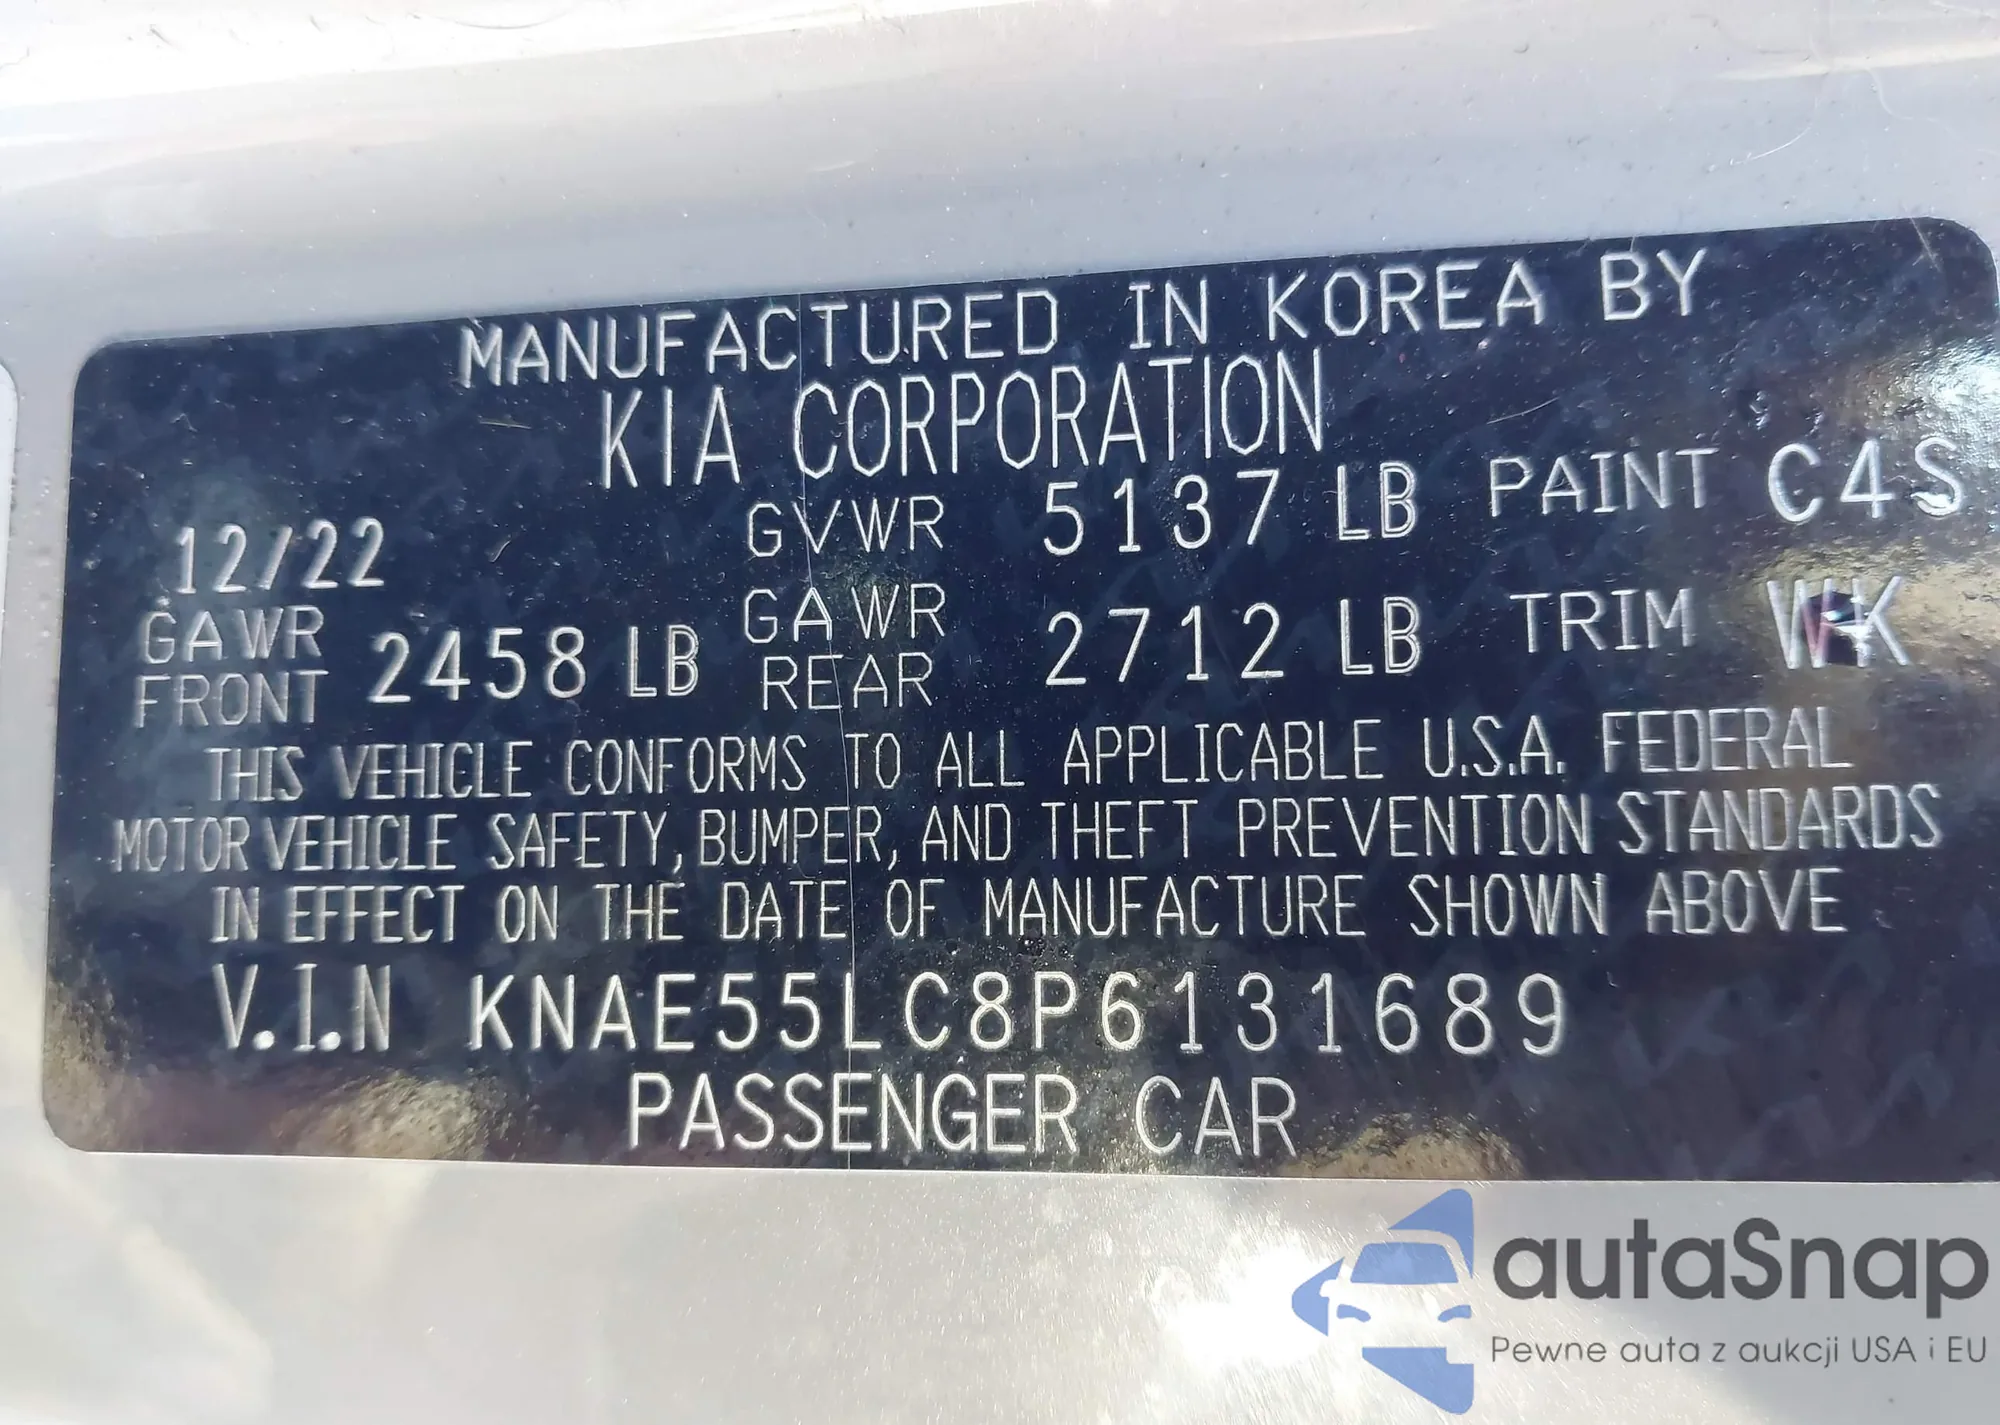 MANUFACTURED IN KOREA BY
KIA CORPORATION
12/22 GVWR 5137 LB PAINT C4S
GAWR FRONT 2458 LB GAWR REAR 2712 LB TRIM WK
THIS VEHICLE CONFORMS TO ALL APPLICABLE U.S.A. FEDERAL
MOTOR VEHICLE SAFETY, BUMPER, AND THEFT PREVENTION STANDARDS
IN EFFECT ON THE DATE OF MANUFACTURE SHOWN ABOVE
V.I.N KNAE55LC8P6131689
PASSENGER CAR
autaSnap
Pewne auta z aukcji USA i EU